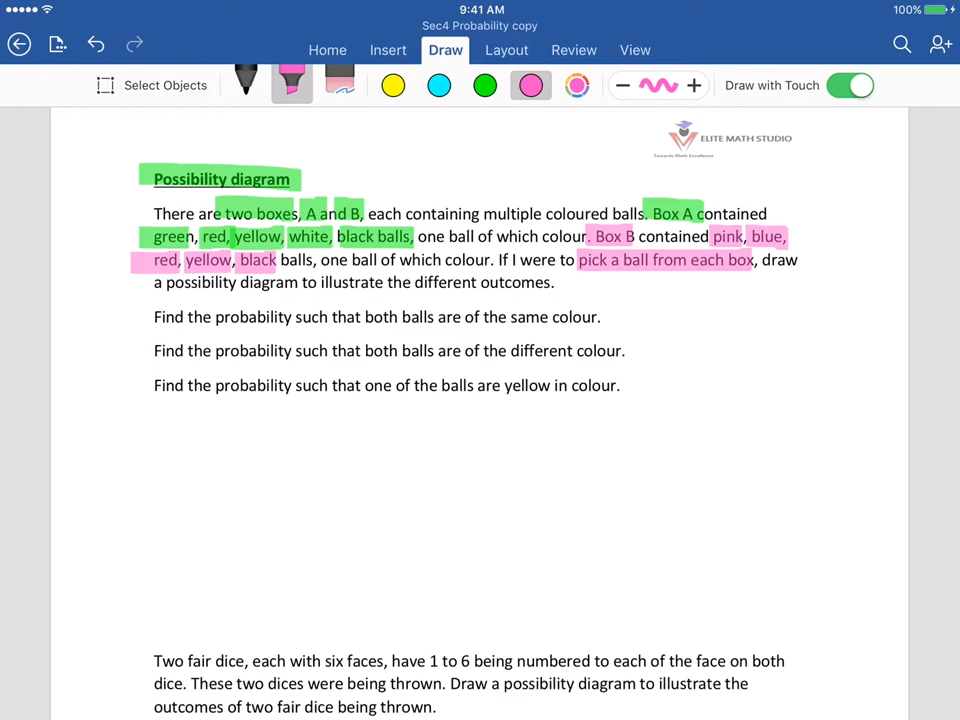 9:41 AM
100%
Sec4 Probability copy
Home Insert Draw Layout Review View
Select Objects
Draw with Touch
ELITE MATH STUDIO
Towards Math Excellence
Possibility diagram
There are two boxes, A and B, each containing multiple coloured balls. Box A contained
green, red, yellow, white, black balls, one ball of which colour. Box B contained pink, blue,
red, yellow, black balls, one ball of which colour. If I were to pick a ball from each box, draw
a possibility diagram to illustrate the different outcomes.
Find the probability such that both balls are of the same colour.
Find the probability such that both balls are of the different colour.
Find the probability such that one of the balls are yellow in colour.
Two fair dice, each with six faces, have 1 to 6 being numbered to each of the face on both
dice. These two dices were being thrown. Draw a possibility diagram to illustrate the
outcomes of two fair dice being thrown.